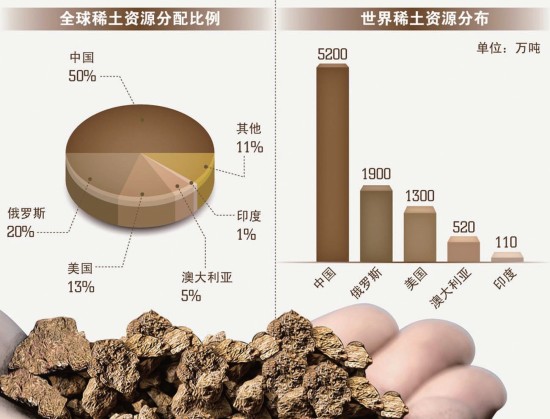 全球稀土资源分配比例
中国
50%
其他
11%
印度
1%
澳大利亚
5%
美国
13%
俄罗斯
20%
世界稀土资源分布
单位：万吨
5200
1900
1300
520
110
中国
俄罗斯
美国
澳大利亚
印度